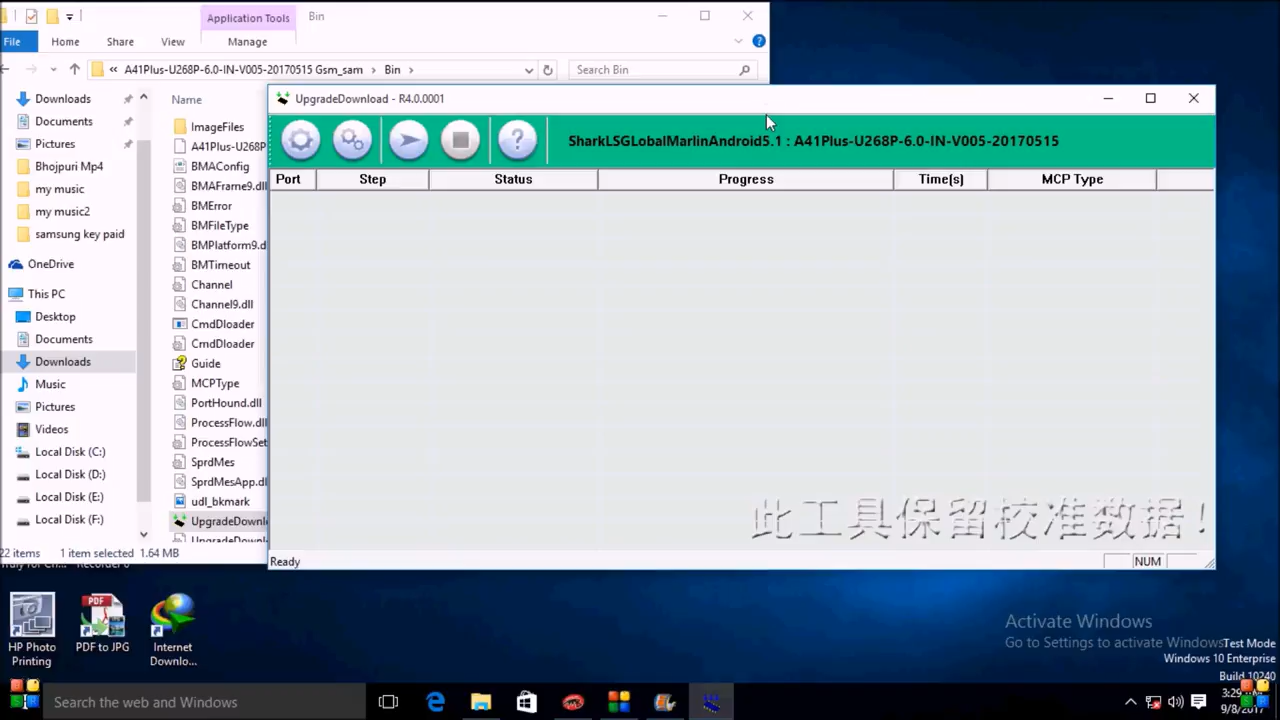 Application Tools
Bin
File
Home
Share
View
Manage
« A41Plus-U268P-6.0-IN-V005-20170515 Gsm_sam > Bin >
Search Bin
Downloads
Documents
Pictures
Bhojpuri Mp4
my music
my music2
samsung key paid
OneDrive
This PC
Desktop
Documents
Downloads
Music
Pictures
Videos
Local Disk (C:)
Local Disk (D:)
Local Disk (E:)
Local Disk (F:)
Name
ImageFiles
A41Plus-U268P
BMAConfig
BMAFrame9.dl
BMError
BMFileType
BMPlatform9.d
BMTimeout
Channel
Channel9.dll
CmdDloader
CmdDloader
Guide
MCPType
PortHound.dll
ProcessFlow.dl
ProcessFlowSet
SprdMes
SprdMesApp.dl
udl_bkmark
UpgradeDownl
UpgradeDownl
22 items 1 item selected 1.64 MB
UpgradeDownload - R4.0.0001
SharkLSGLobalMarlinAndroid5.1 : A41Plus-U268P-6.0-IN-V005-20170515
Port Step Status Progress Time(s) MCP Type
此工具保留校准数据!
Ready
NUM
HP Photo
Printing
PDF
PDF to JPG
Internet
Downlo...
Activate Windows
Go to Settings to activate Windows
Test Mode
Windows 10 Enterprise
Build 10240
Search the web and Windows
9/8/2017